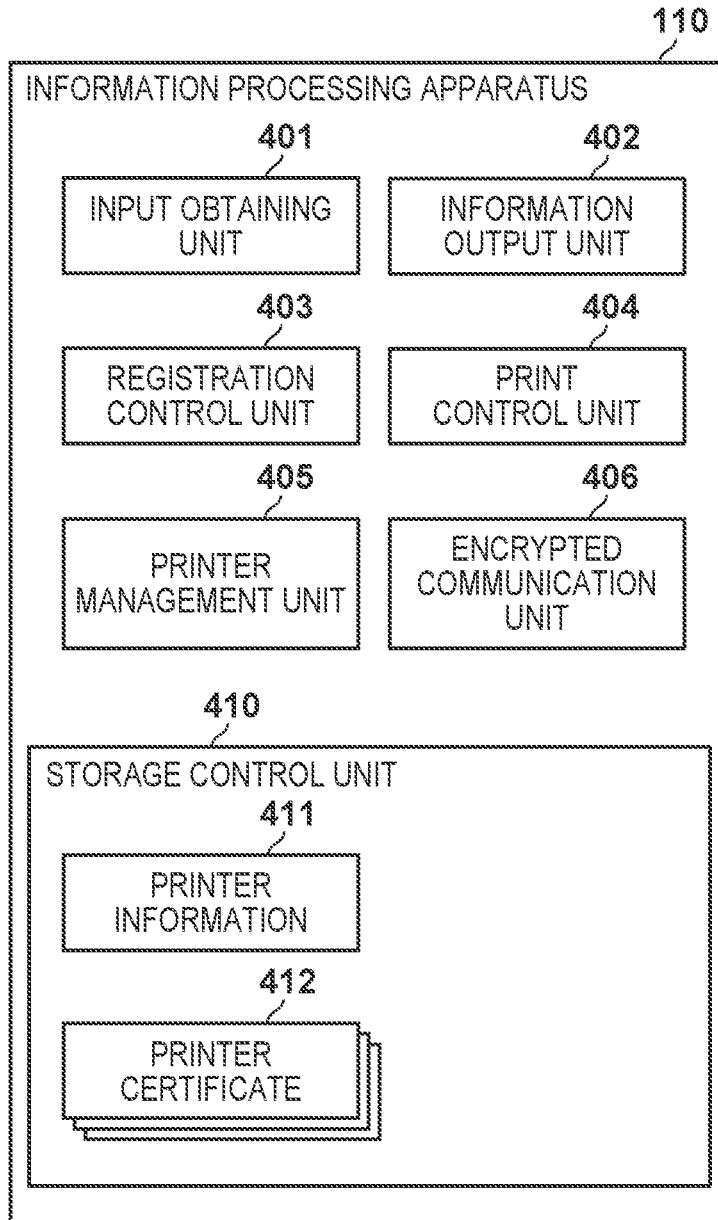 110
INFORMATION PROCESSING APPARATUS
401
INPUT OBTAINING
UNIT
402
INFORMATION
OUTPUT UNIT
403
REGISTRATION
CONTROL UNIT
404
PRINT
CONTROL UNIT
405
PRINTER
MANAGEMENT UNIT
406
ENCRYPTED
COMMUNICATION
UNIT
410
STORAGE CONTROL UNIT
411
PRINTER
INFORMATION
412
PRINTER
CERTIFICATE